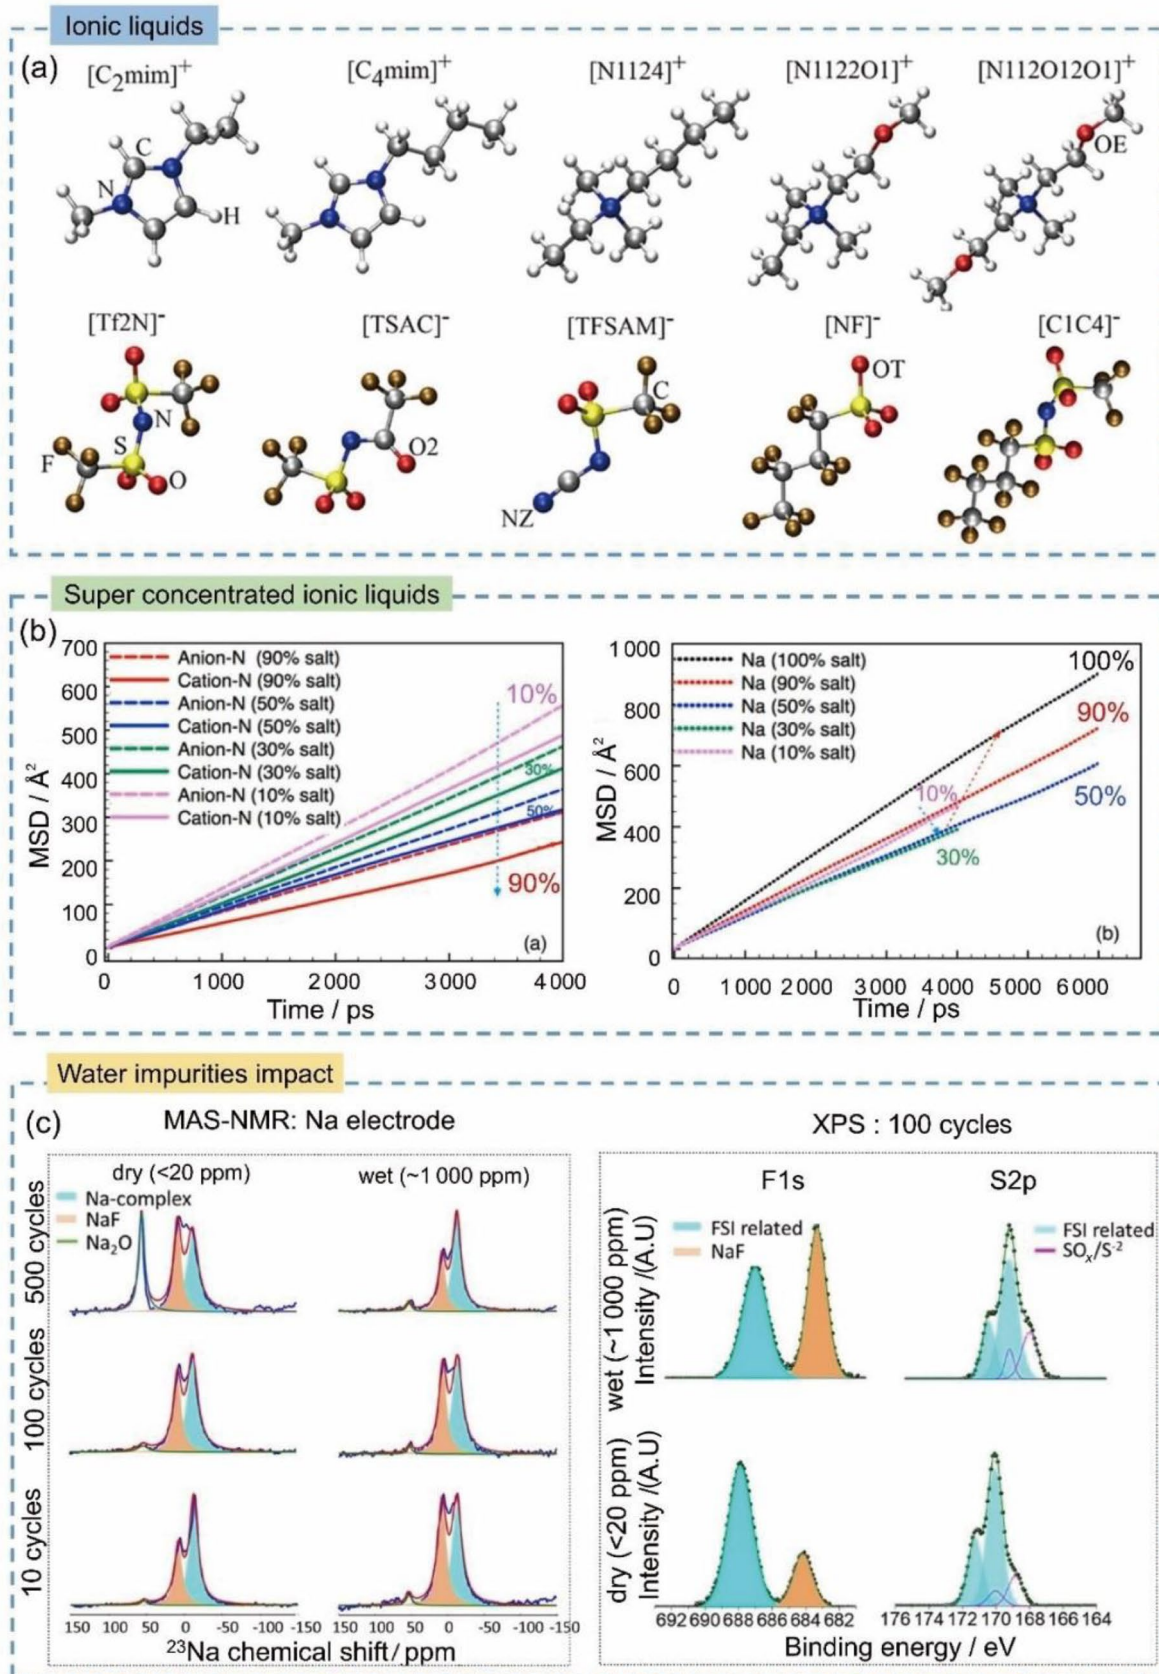 Ionic liquids
(a)
[C₂mim]⁺ [C₄mim]⁺ [N1124]⁺ [N1122O1]⁺ [N112O12O1]⁺
C
N
H
OE
[Tf2N]⁻ [TSAC]⁻ [TFSAM]⁻ [NF]⁻ [C1C4]⁻
N
S
F
O
O2
C
NZ
OT
Super concentrated ionic liquids
(b)
700
600
500
400
300
200
100
0
MSD / Å²
Anion-N (90% salt)
Cation-N (90% salt)
Anion-N (50% salt)
Cation-N (50% salt)
Anion-N (30% salt)
Cation-N (30% salt)
Anion-N (10% salt)
Cation-N (10% salt)
10%
30%
50%
90%
(a)
0 1 000 2 000 3 000 4 000
Time / ps
1 000
800
600
400
200
0
MSD / Å²
Na (100% salt)
Na (90% salt)
Na (50% salt)
Na (30% salt)
Na (10% salt)
100%
90%
10%
50%
30%
(b)
0 1 000 2 000 3 000 4 000 5 000 6 000
Time / ps
Water impurities impact
(c)
MAS-NMR: Na electrode
dry (<20 ppm) wet (~1 000 ppm)
Na-complex
NaF
Na₂O
500 cycles
100 cycles
10 cycles
150 100 50 0 -50 -100 -150
150 100 50 0 -50 -100 -150
²³Na chemical shift/ ppm
XPS : 100 cycles
F1s S2p
FSI related
NaF
FSI related
SOₓ/S⁻²
wet (~1 000 ppm)
Intensity /(A.U)
dry (<20 ppm)
Intensity /(A.U)
692 690 688 686 684 682
176 174 172 170 168 166 164
Binding energy / eV